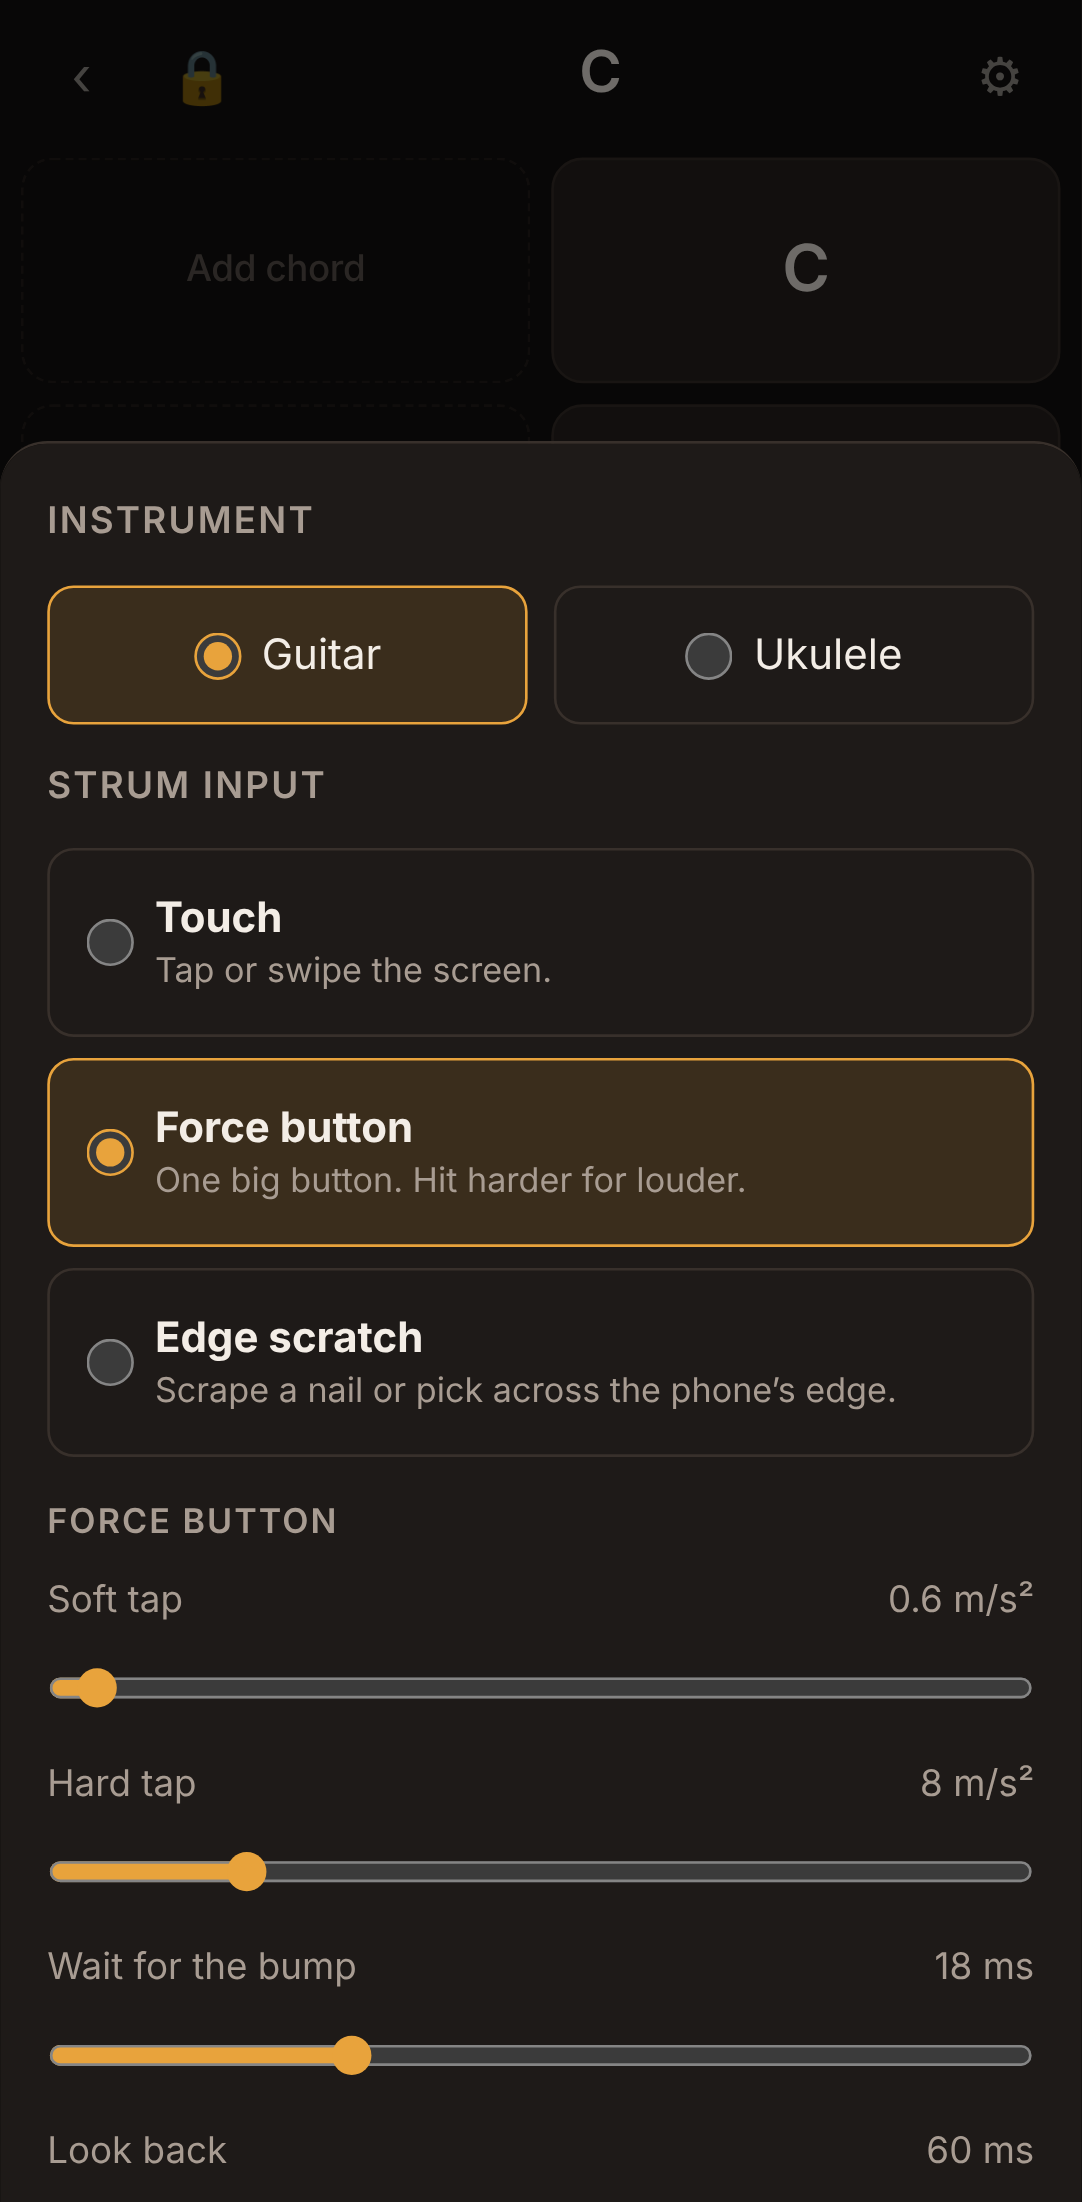 C
Add chord
C
INSTRUMENT
Guitar
Ukulele
STRUM INPUT
Touch
Tap or swipe the screen.
Force button
One big button. Hit harder for louder.
Edge scratch
Scrape a nail or pick across the phone’s edge.
FORCE BUTTON
Soft tap 0.6 m/s²
Hard tap 8 m/s²
Wait for the bump 18 ms
Look back 60 ms